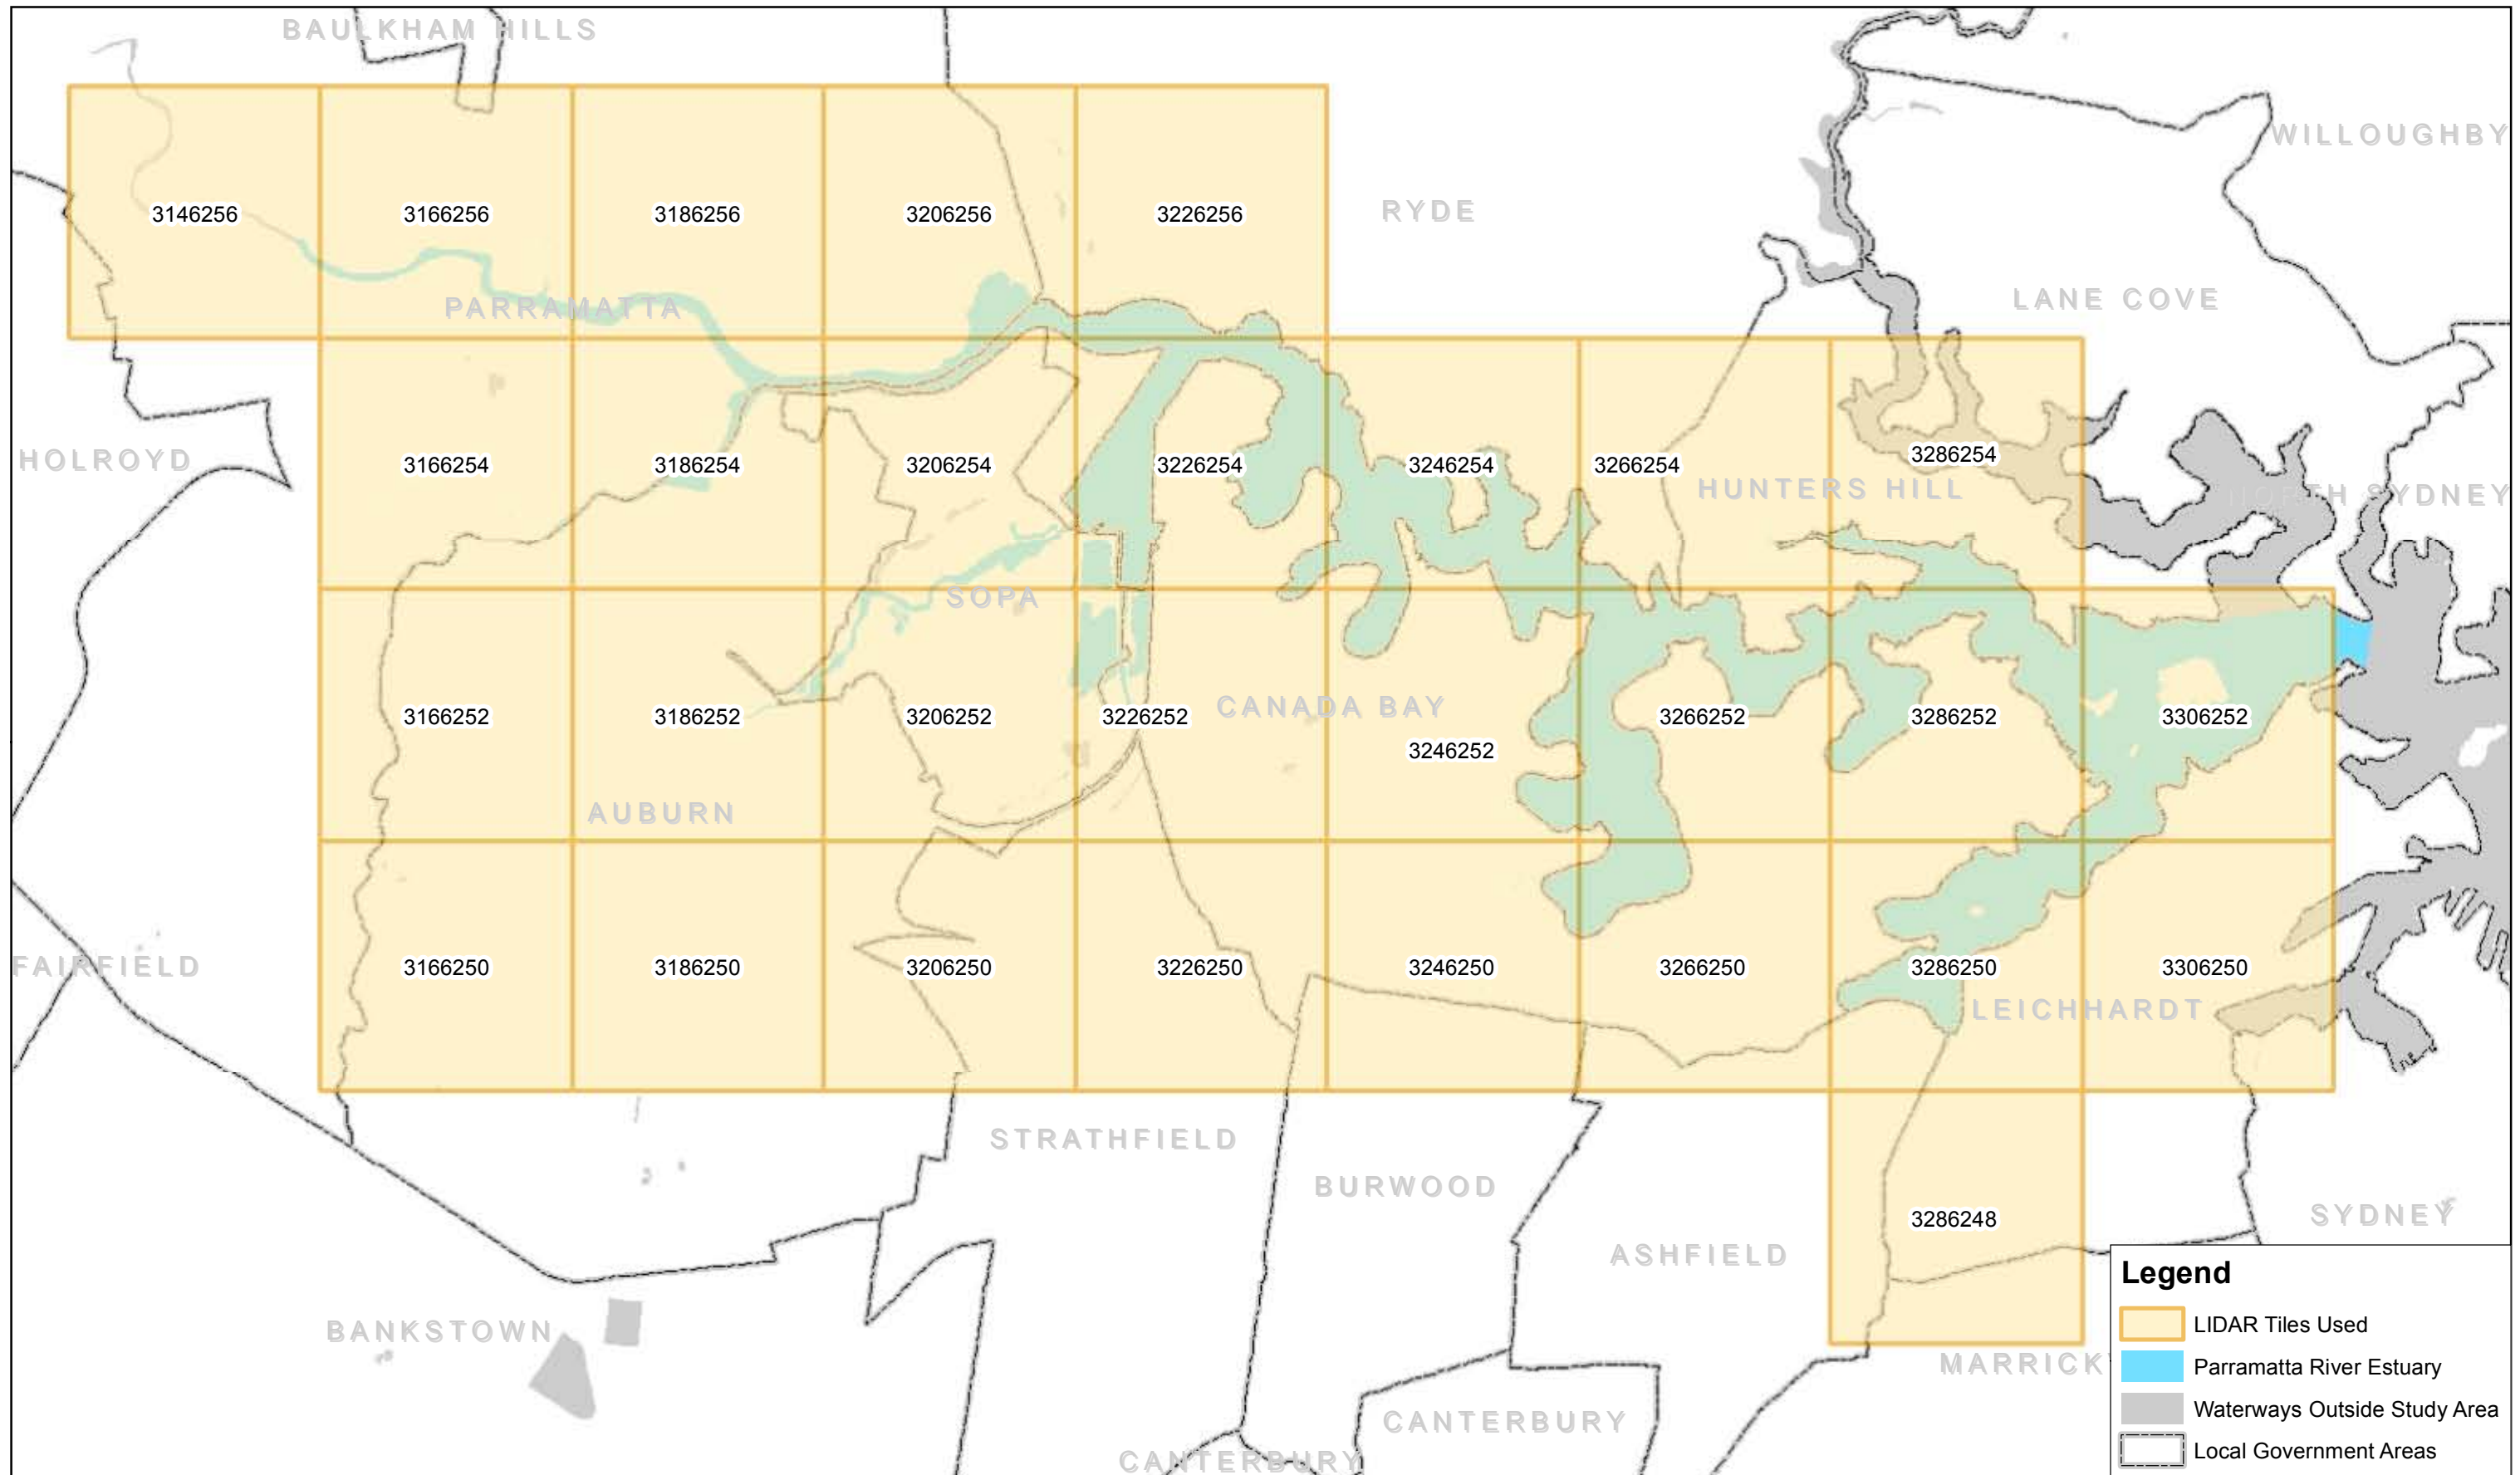 BAULKHAM HILLS
WILLOUGHBY
3146256
3166256
3186256
3206256
3226256
RYDE
LANE COVE
PARRAMATTA
HOLROYD
3166254
3186254
3206254
3226254
3246254
3266254
3286254
HUNTERS HILL
NORTH SYDNEY
SOPA
CANADA BAY
3166252
3186252
3206252
3226252
3246252
3266252
3286252
3306252
AUBURN
FAIRFIELD
3166250
3186250
3206250
3226250
3246250
3266250
3286250
3306250
LEICHHARDT
STRATHFIELD
BURWOOD
3286248
SYDNEY
ASHFIELD
BANKSTOWN
MARRICK
CANTERBURY
CANTERBURY
Legend
LIDAR Tiles Used
Parramatta River Estuary
Waterways Outside Study Area
Local Government Areas